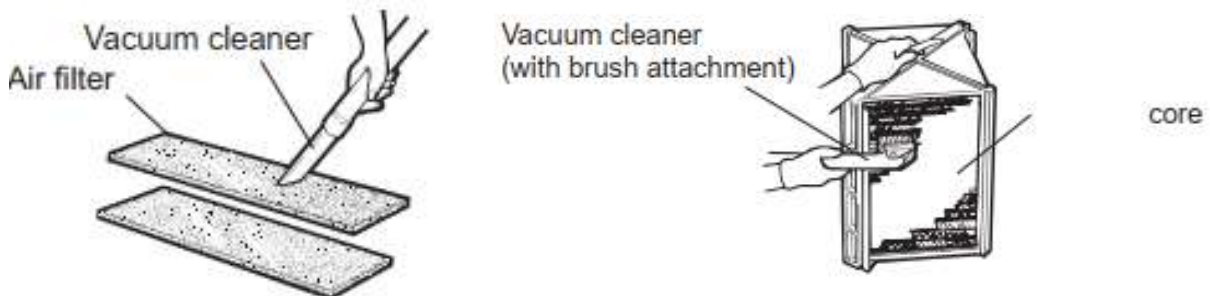 Vacuum cleaner
Air filter
Vacuum cleaner
(with brush attachment)
core